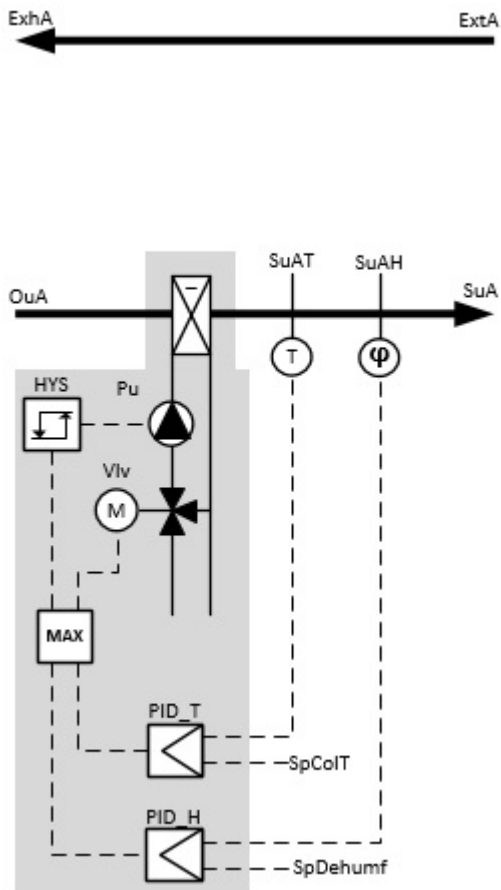 ExhA
ExtA
SuAT
SuAH
OuA
SuA
T
φ
HYS
Pu
Vlv
M
MAX
PID_T
SpColT
PID_H
SpDehumf